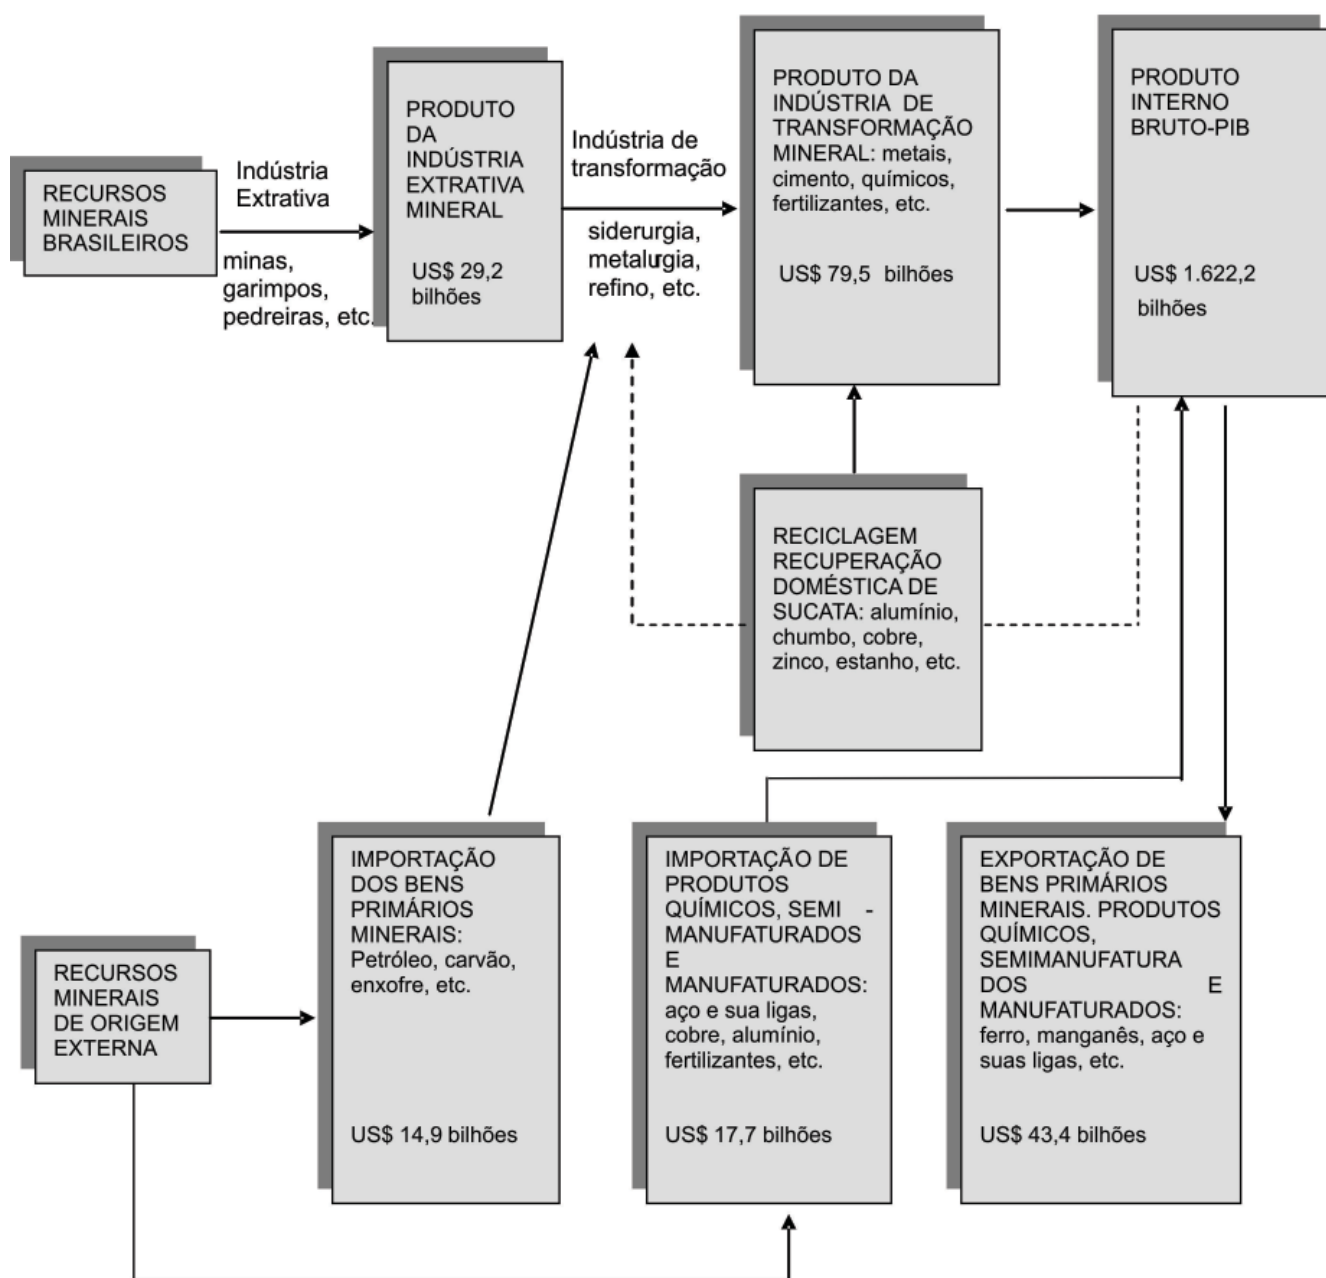 RECURSOS
MINERAIS
BRASILEIROS
Indústria
Extrativa
minas,
garimpos,
pedreiras, etc.
PRODUTO
DA
INDÚSTRIA
EXTRATIVA
MINERAL
US$ 29,2
bilhões
Indústria de
transformação
siderurgia,
metalurgia,
refino, etc.
PRODUTO DA
INDÚSTRIA DE
TRANSFORMAÇÃO
MINERAL: metais,
cimento, químicos,
fertilizantes, etc.
US$ 79,5 bilhões
PRODUTO
INTERNO
BRUTO-PIB
US$ 1.622,2
bilhões
RECICLAGEM
RECUPERAÇÃO
DOMÉSTICA DE
SUCATA: alumínio,
chumbo, cobre,
zinco, estanho, etc.
RECURSOS
MINERAIS
DE ORIGEM
EXTERNA
IMPORTAÇÃO
DOS BENS
PRIMÁRIOS
MINERAIS:
Petróleo, carvão,
enxofre, etc.
US$ 14,9 bilhões
IMPORTAÇÃO DE
PRODUTOS
QUÍMICOS, SEMI -
MANUFATURADOS
E
MANUFATURADOS:
aço e sua ligas,
cobre, alumínio,
fertilizantes, etc.
US$ 17,7 bilhões
EXPORTAÇÃO DE
BENS PRIMÁRIOS
MINERAIS. PRODUTOS
QUÍMICOS,
SEMIMANUFATURA
DOS E
MANUFATURADOS:
ferro, manganês, aço e
suas ligas, etc.
US$ 43,4 bilhões